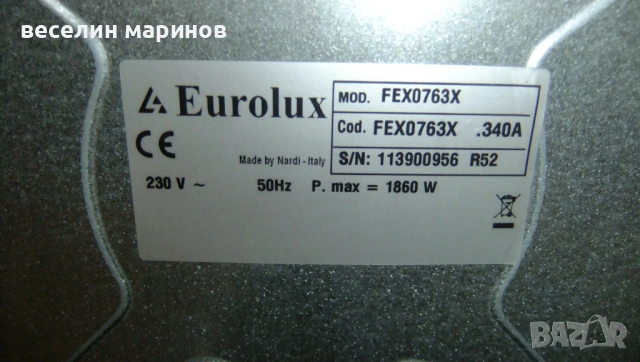 веселин маринов
Eurolux
MOD. FEX0763X
Cod. FEX0763X .340A
S/N: 113900956 R52
CE
Made by Nardi - Italy
230 V ~ 50Hz P. max = 1860 W
BAZAR